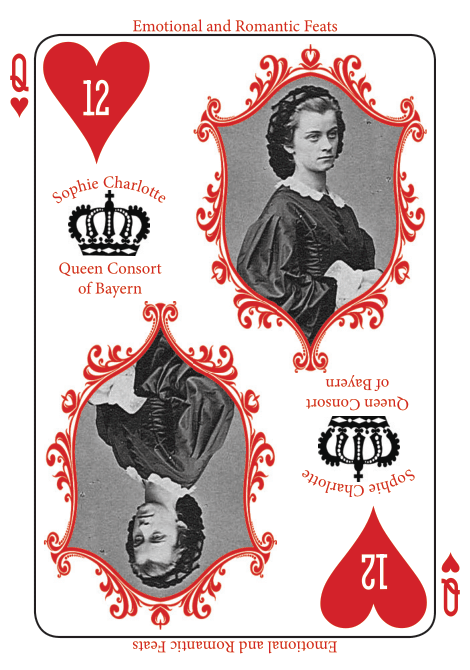 Emotional and Romantic Feats
Q
12
Sophie Charlotte
Queen Consort
of Bayern
Queen Consort
of Bayern
Sophie Charlotte
12
Q
Emotional and Romantic Feats